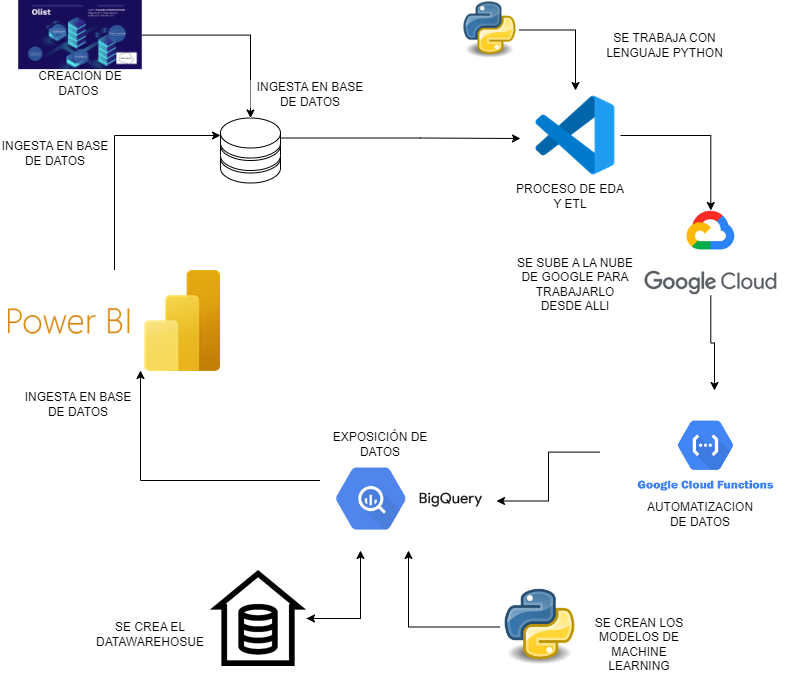 Olist
CREACION DE
DATOS
INGESTA EN BASE
DE DATOS
SE TRABAJA CON
LENGUAJE PYTHON
INGESTA EN BASE
DE DATOS
PROCESO DE EDA
Y ETL
SE SUBE A LA NUBE
DE GOOGLE PARA
TRABAJARLO
DESDE ALLI
Google Cloud
Power BI
INGESTA EN BASE
DE DATOS
EXPOSICIÓN DE
DATOS
BigQuery
Google Cloud Functions
AUTOMATIZACION
DE DATOS
SE CREA EL
DATAWAREHOSUE
SE CREAN LOS
MODELOS DE
MACHINE
LEARNING